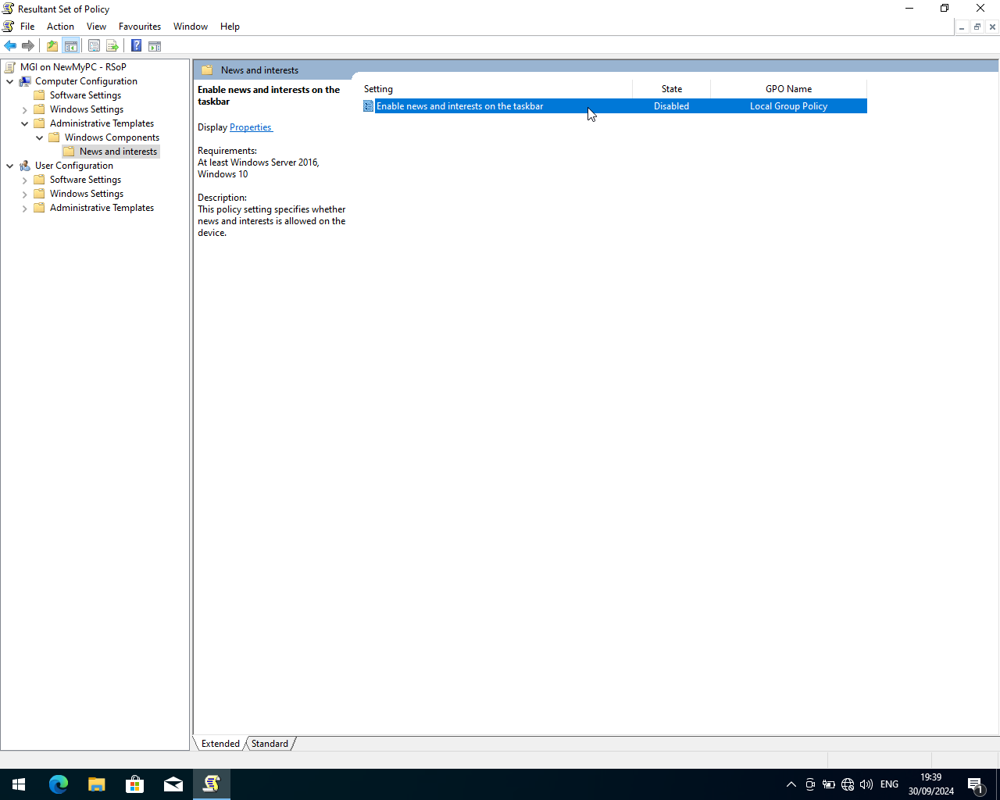 Resultant Set of Policy
File Action View Favourites Window Help
MGI on NewMyPC - RSoP
Computer Configuration
Software Settings
Windows Settings
Administrative Templates
Windows Components
News and interests
User Configuration
Software Settings
Windows Settings
Administrative Templates
News and interests
Enable news and interests on the
taskbar
Display Properties
Requirements:
At least Windows Server 2016,
Windows 10
Description:
This policy setting specifies whether
news and interests is allowed on the
device.
Setting State GPO Name
Enable news and interests on the taskbar Disabled Local Group Policy
Extended Standard
ENG
19:39
30/09/2024
1